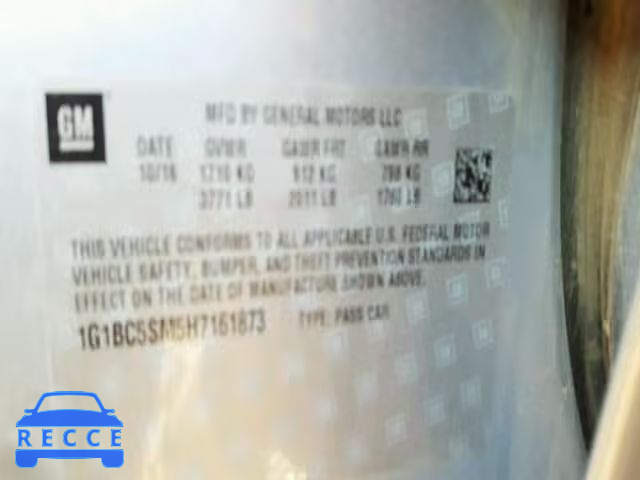 GM
MFD BY GENERAL MOTORS LLC
DATE GVWR GAWR FRT GAWR RR
10/16 1710 KG 912 KG 798 KG
3771 LB 2011 LB 1760 LB
THIS VEHICLE CONFORMS TO ALL APPLICABLE U.S. FEDERAL MOTOR
VEHICLE SAFETY, BUMPER, AND THEFT PREVENTION STANDARDS IN
EFFECT ON THE DATE OF MANUFACTURE SHOWN ABOVE.
1G1BC5SM5H7161873 TYPE: PASS CAR
RECCE